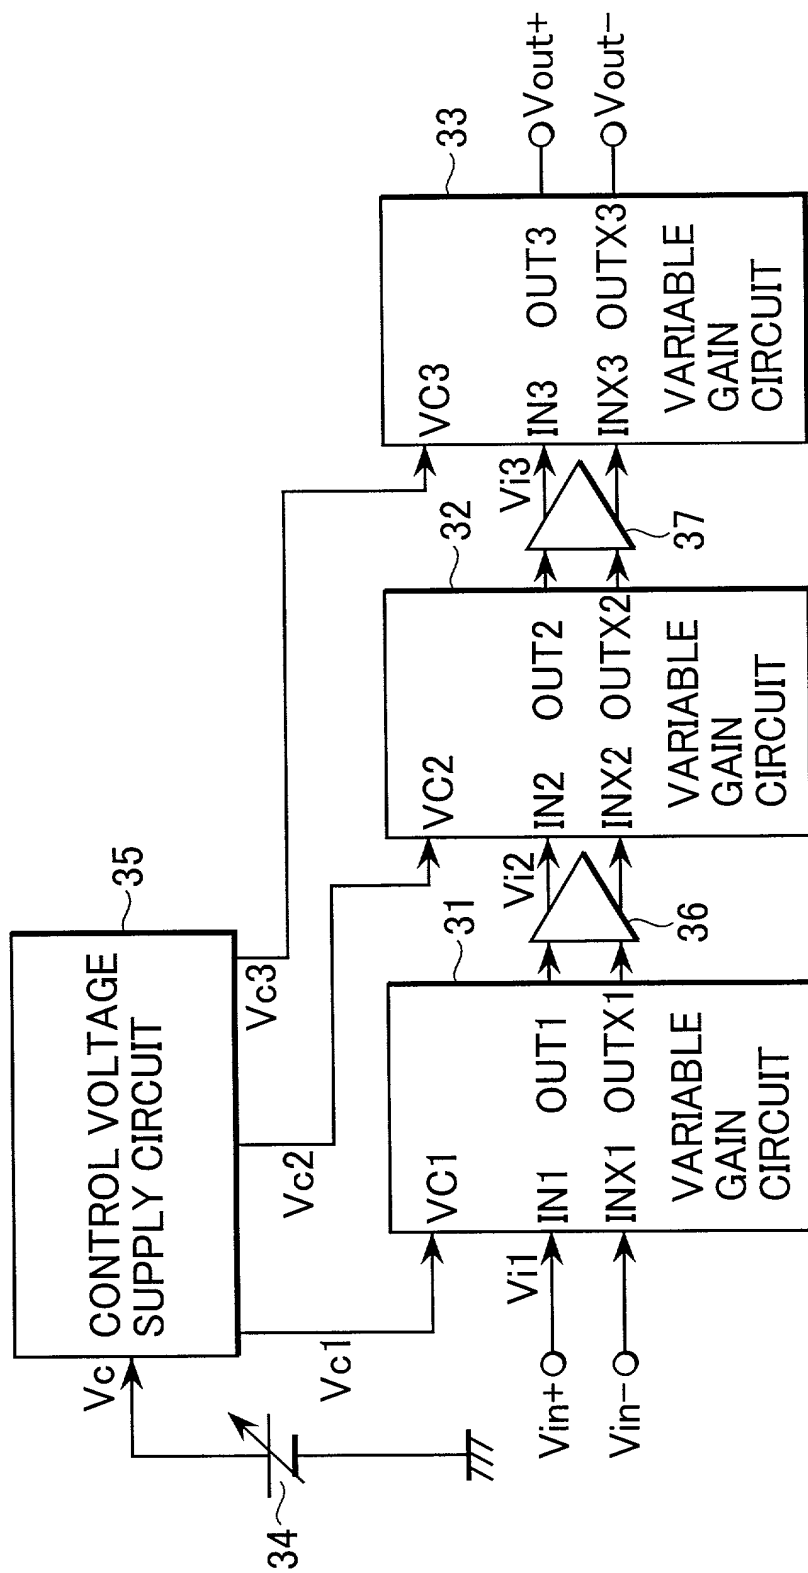 CONTROL VOLTAGE
SUPPLY CIRCUIT
35
Vc
34
Vc1
Vc2
Vc3
31
VC1
IN1 OUT1
INX1 OUTX1
VARIABLE
GAIN
CIRCUIT
Vin+
Vin-
Vi1
36
Vi2
32
VC2
IN2 OUT2
INX2 OUTX2
VARIABLE
GAIN
CIRCUIT
37
Vi3
33
VC3
IN3 OUT3
INX3 OUTX3
VARIABLE
GAIN
CIRCUIT
Vout+
Vout-